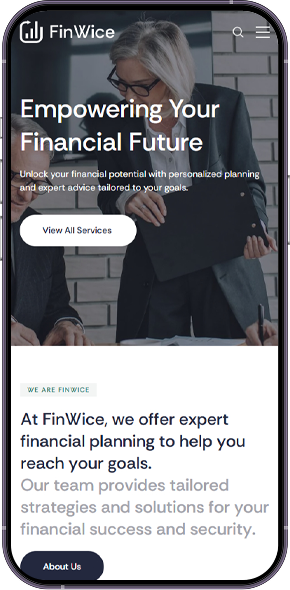 FinWice
Empowering Your
Financial Future
Unlock your financial potential with personalized planning
and expert advice tailored to your goals.
View All Services
WE ARE FINWICE
At FinWice, we offer expert
financial planning to help you
reach your goals.
Our team provides tailored
strategies and solutions for your
financial success and security.
About Us